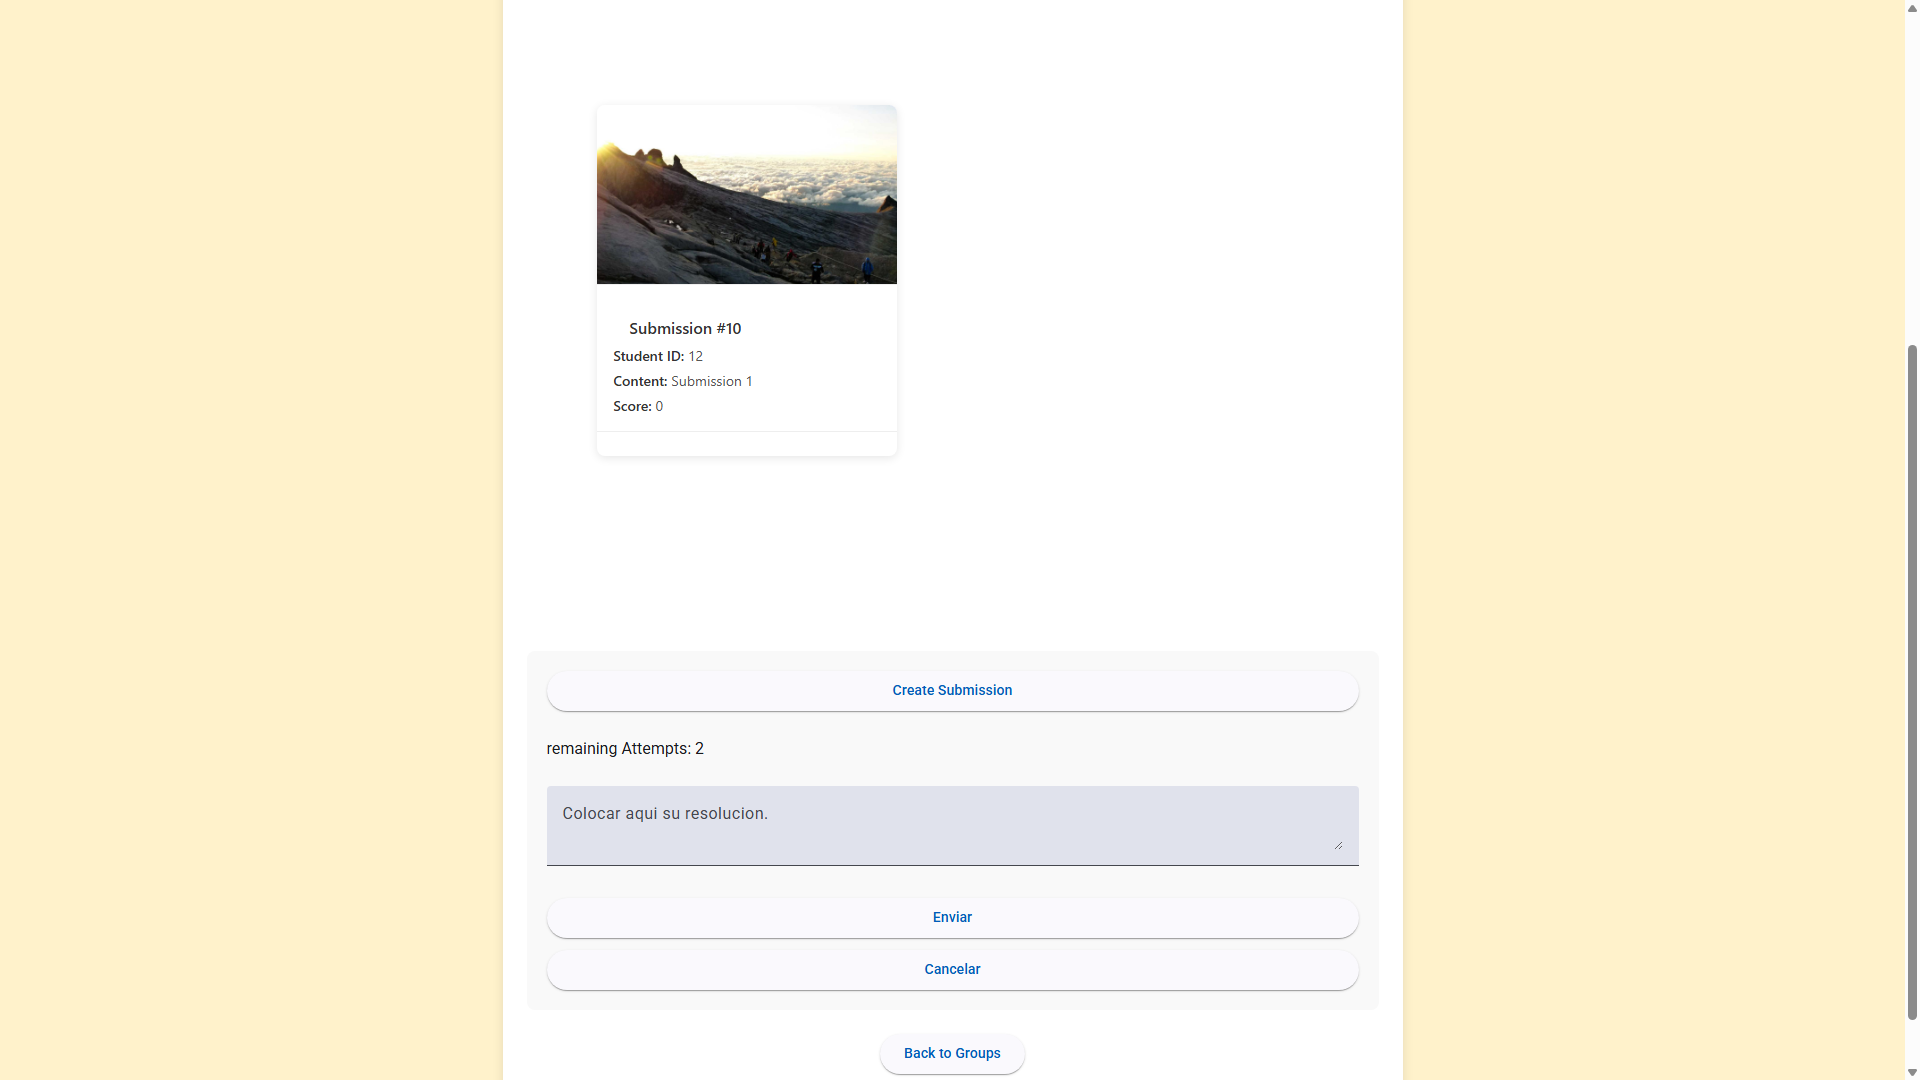 Submission #10
Student ID: 12
Content: Submission 1
Score: 0
Create Submission
remaining Attempts: 2
Colocar aqui su resolucion.
Enviar
Cancelar
Back to Groups